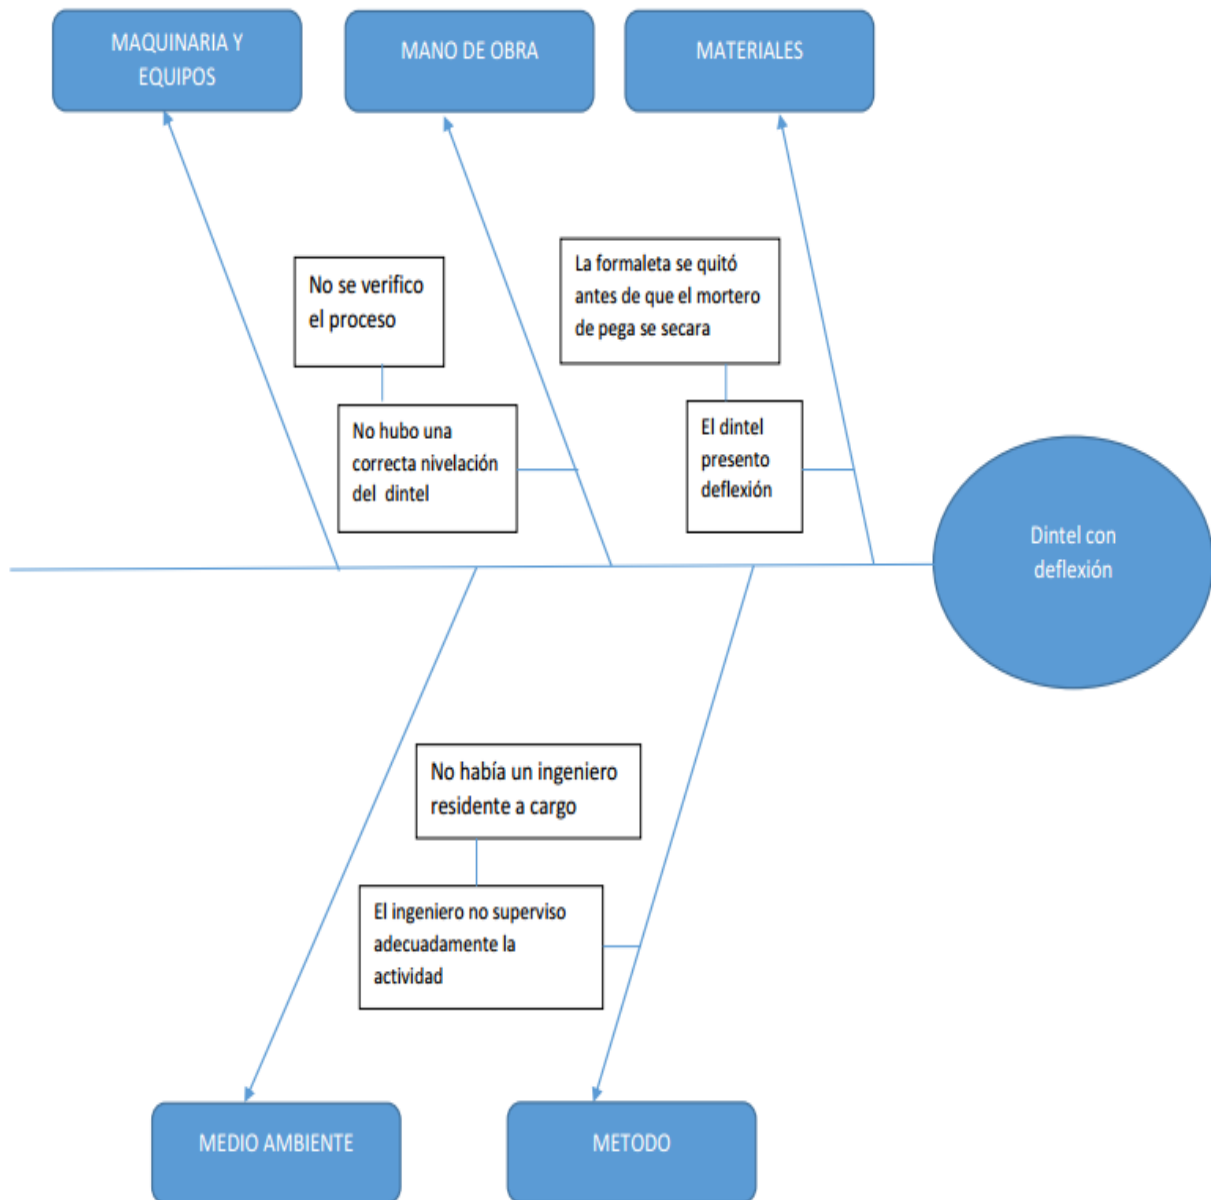 MAQUINARIA Y
EQUIPOS
MANO DE OBRA
MATERIALES
No se verifico
el proceso
La formaleta se quitó
antes de que el mortero
de pega se secara
No hubo una
correcta nivelación
del dintel
El dintel
presento
deflexión
Dintel con
deflexión
No había un ingeniero
residente a cargo
El ingeniero no superviso
adecuadamente la
actividad
MEDIO AMBIENTE
METODO